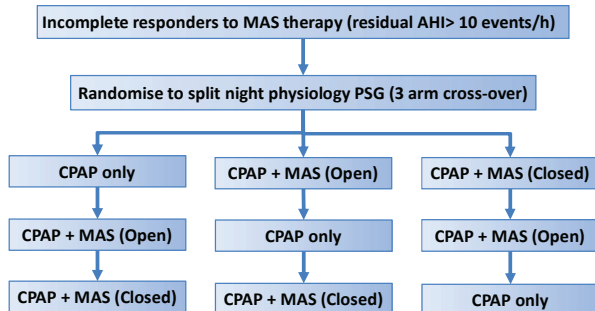 Incomplete responders to MAS therapy (residual AHI> 10 events/h)
Randomise to split night physiology PSG (3 arm cross-over)
CPAP only
CPAP + MAS (Open)
CPAP + MAS (Closed)
CPAP + MAS (Open)
CPAP only
CPAP + MAS (Open)
CPAP + MAS (Closed)
CPAP + MAS (Closed)
CPAP only